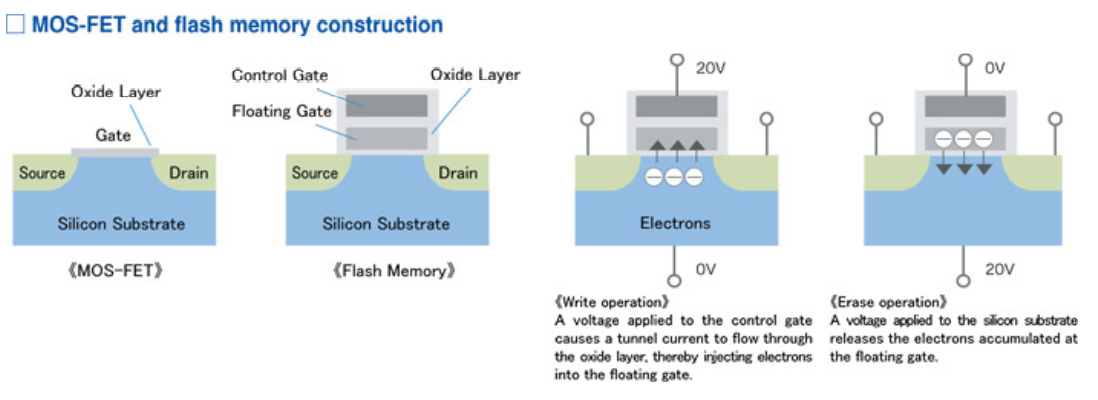 □ MOS-FET and flash memory construction
Oxide Layer
Gate
Source
Drain
Silicon Substrate
《MOS-FET》
Control Gate
Oxide Layer
Floating Gate
Source
Drain
Silicon Substrate
《Flash Memory》
20V
Electrons
0V
《Write operation》
A voltage applied to the control gate
causes a tunnel current to flow through
the oxide layer, thereby injecting electrons
into the floating gate.
0V
20V
《Erase operation》
A voltage applied to the silicon substrate
releases the electrons accumulated at
the floating gate.